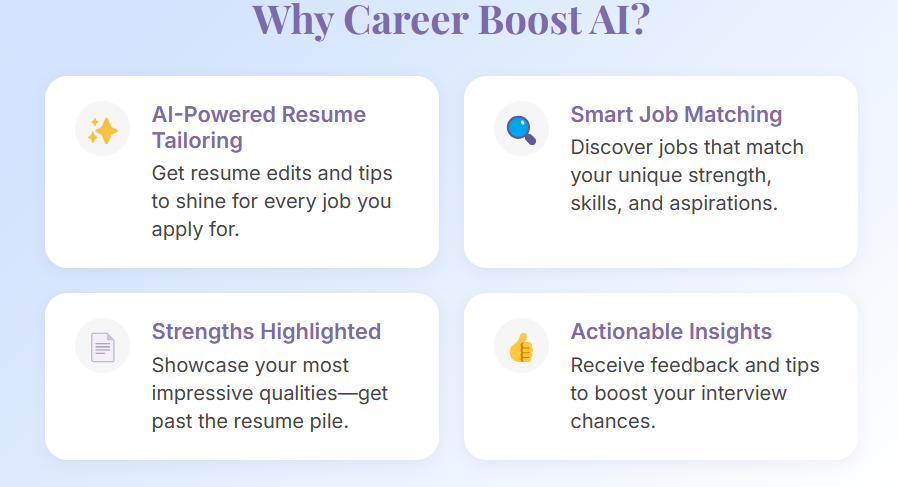 Why Career Boost AI?
AI-Powered Resume
Tailoring
Get resume edits and tips
to shine for every job you
apply for.
Smart Job Matching
Discover jobs that match
your unique strength,
skills, and aspirations.
Strengths Highlighted
Showcase your most
impressive qualities—get
past the resume pile.
Actionable Insights
Receive feedback and tips
to boost your interview
chances.